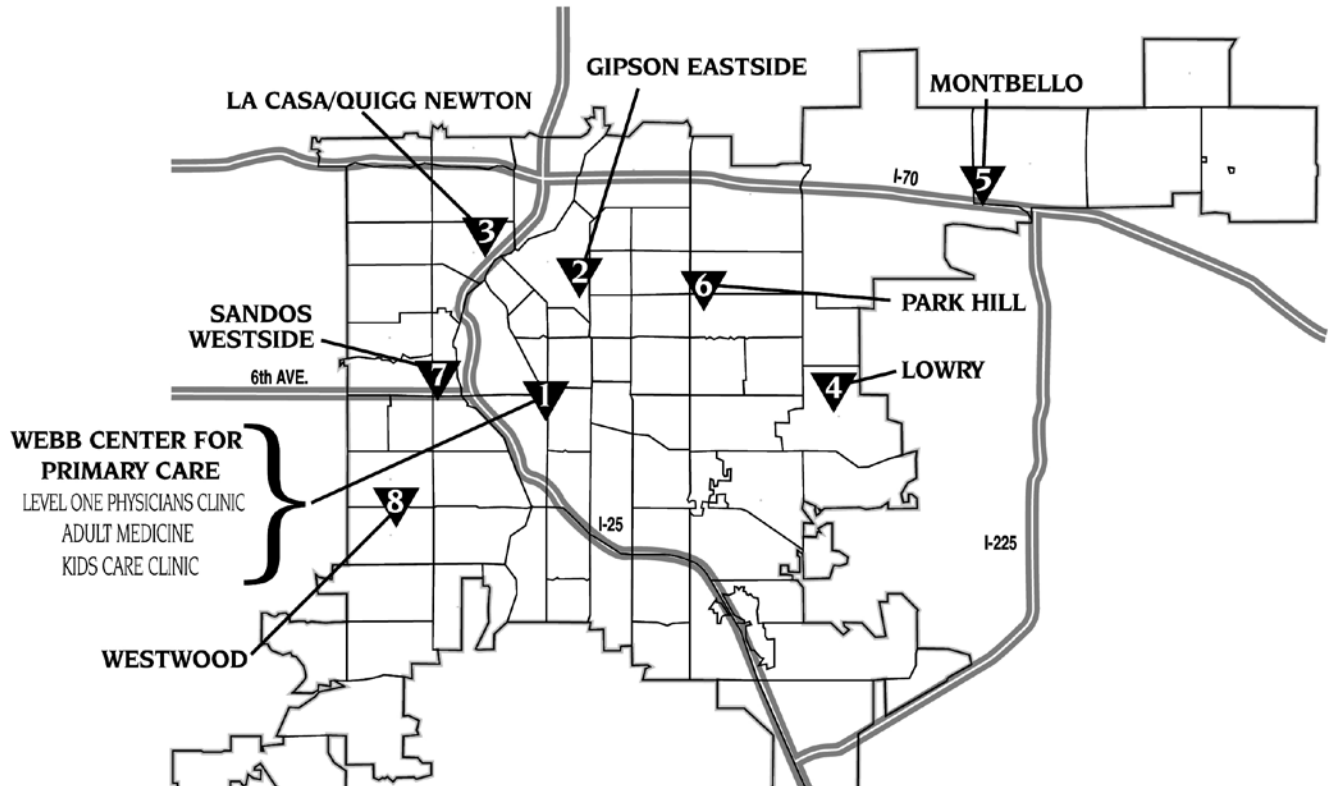 GIPSON EASTSIDE
MONTBELLO
LA CASA/QUIGG NEWTON
I-70
5
3
2
6
PARK HILL
SANDOS
WESTSIDE
LOWRY
6th AVE.
7
1
4
WEBB CENTER FOR
PRIMARY CARE
LEVEL ONE PHYSICIANS CLINIC
ADULT MEDICINE
KIDS CARE CLINIC
8
I-25
I-225
WESTWOOD